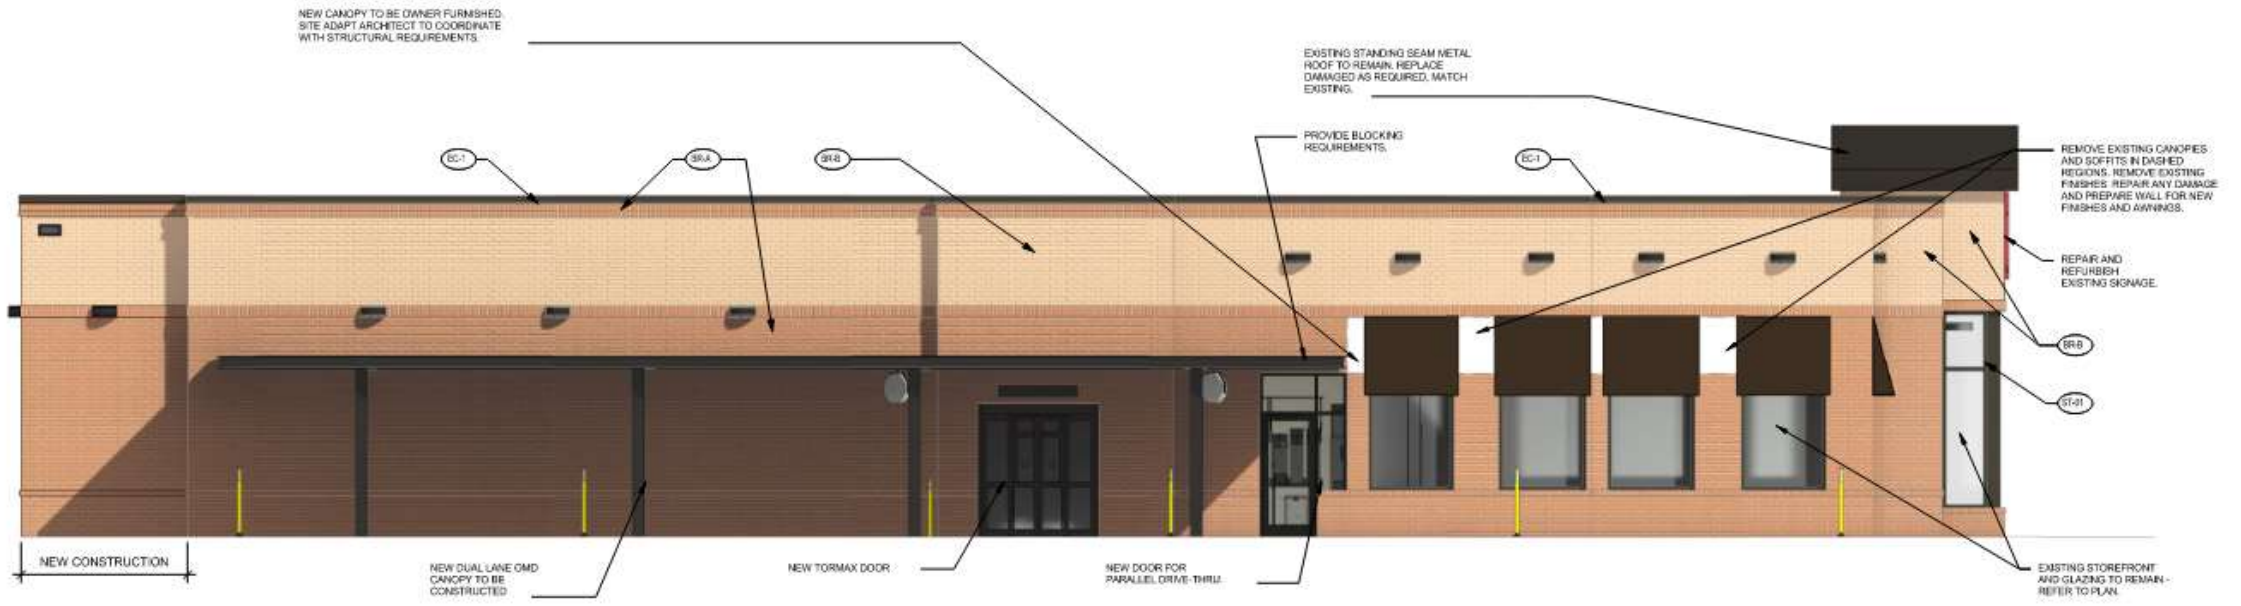 NEW CANOPY TO BE OWNER FURNISHED.
SITE ADAPT ARCHITECT TO COORDINATE
WITH STRUCTURAL REQUIREMENTS.
EXISTING STANDING SEAM METAL
ROOF TO REMAIN. REPLACE
DAMAGED AS REQUIRED, MATCH
EXISTING.
PROVIDE BLOCKING
REQUIREMENTS.
EC-1
BR-A
BR-B
EC-1
REMOVE EXISTING CANOPIES
AND SOFFITS IN DASHED
REGIONS. REMOVE EXISTING
FINISHES. REPAIR ANY DAMAGE
AND PREPARE WALL FOR NEW
FINISHES AND AWNINGS.
REPAIR AND
REFURBISH
EXISTING SIGNAGE.
BR-B
ST-01
NEW CONSTRUCTION
NEW DUAL LANE OMD
CANOPY TO BE
CONSTRUCTED
NEW TORMAX DOOR
NEW DOOR FOR
PARALLEL DRIVE-THRU.
EXISTING STOREFRONT
AND GLAZING TO REMAIN -
REFER TO PLAN.